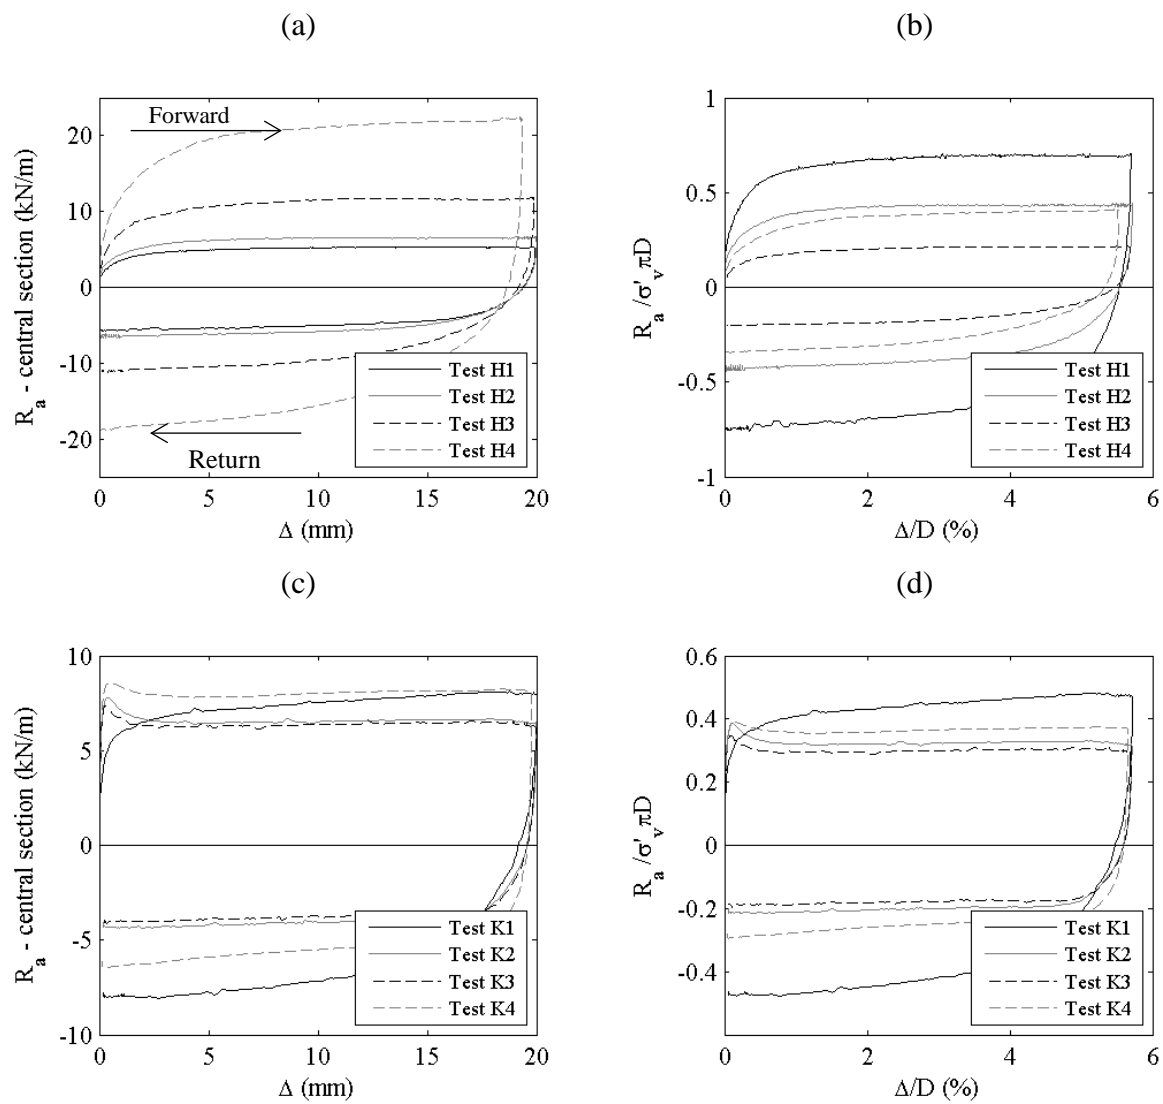 (a)
(b)
R_a - central section (kN/m)
20
10
0
-10
-20
Forward
Return
Test H1
Test H2
Test H3
Test H4
0 5 10 15 20
Δ (mm)
R_a /σ'_v πD
1
0.5
0
-0.5
-1
Test H1
Test H2
Test H3
Test H4
0 2 4 6
Δ/D (%)
(c)
(d)
R_a - central section (kN/m)
10
5
0
-5
-10
Test K1
Test K2
Test K3
Test K4
0 5 10 15 20
Δ (mm)
R_a /σ'_v πD
0.6
0.4
0.2
0
-0.2
-0.4
Test K1
Test K2
Test K3
Test K4
0 2 4 6
Δ/D (%)